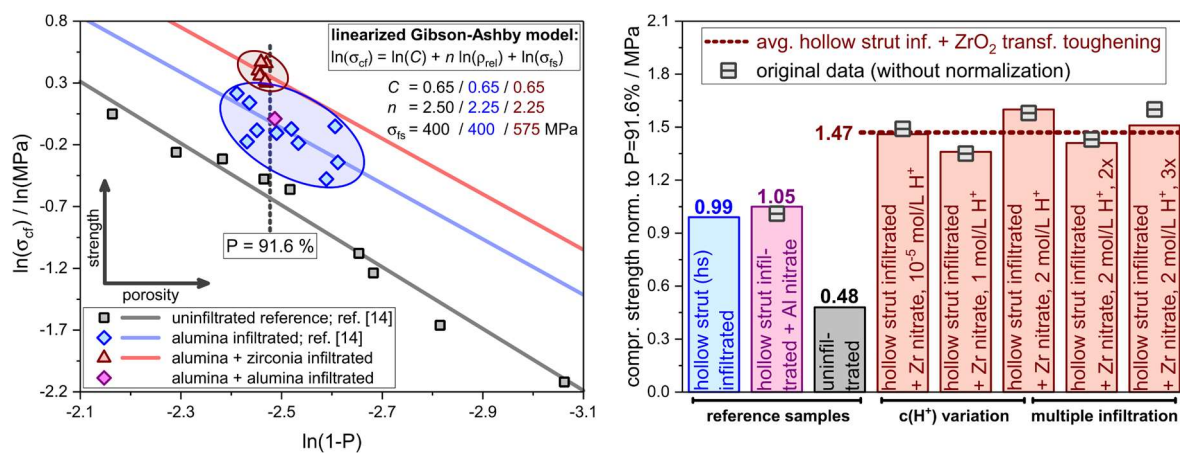 0.8
0.3
-0.2
-0.7
-1.2
-1.7
-2.2
ln(σcf) / ln(MPa)
linearized Gibson-Ashby model:
ln(σcf) = ln(C) + n ln(ρrel) + ln(σfs)
C = 0.65 / 0.65 / 0.65
n = 2.50 / 2.25 / 2.25
σfs = 400 / 400 / 575 MPa
strength
porosity
P = 91.6 %
uninfiltrated reference; ref. [14]
alumina infiltrated; ref. [14]
alumina + zirconia infiltrated
alumina + alumina infiltrated
-2.1
-2.3
-2.5
-2.7
-2.9
-3.1
ln(1-P)
compr. strength norm. to P=91.6% / MPa
2.1
1.8
1.5
1.2
0.9
0.6
0.3
0.0
avg. hollow strut inf. + ZrO2 transf. toughening
original data (without normalization)
1.47
0.99
1.05
0.48
hollow strut (hs)
infiltrated
hollow strut infil-
trated + Al nitrate
uninfil-
trated
hollow strut infiltrated
+ Zr nitrate, 10⁻⁵ mol/L H⁺
hollow strut infiltrated
+ Zr nitrate, 1 mol/L H⁺
hollow strut infiltrated
+ Zr nitrate, 2 mol/L H⁺
hollow strut infiltrated
+ Zr nitrate, 2 mol/L H⁺, 2x
hollow strut infiltrated
+ Zr nitrate, 2 mol/L H⁺, 3x
reference samples
c(H⁺) variation
multiple infiltration